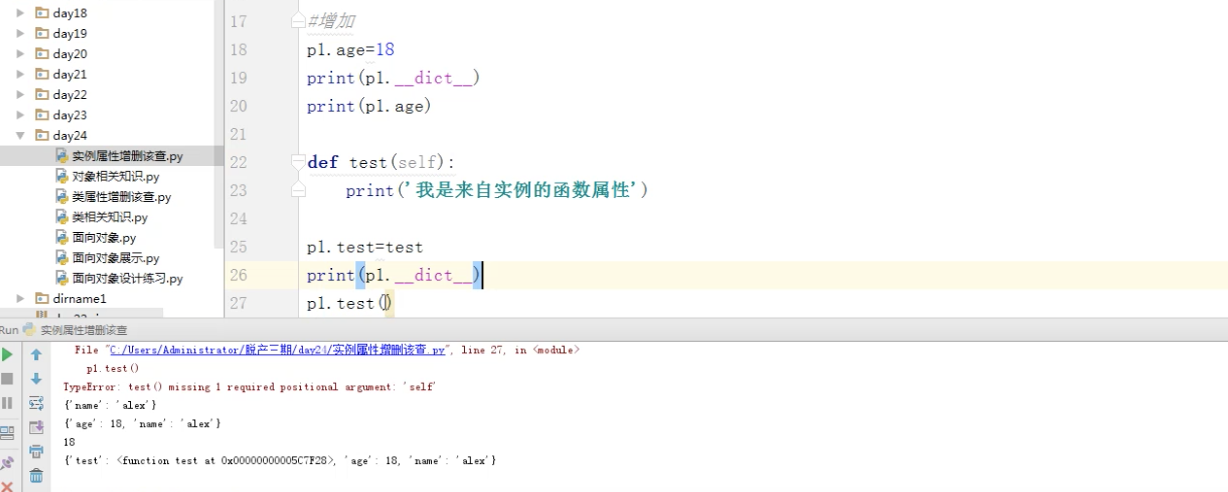 day18
day19
day20
day21
day22
day23
day24
实例属性增删该查.py
对象相关知识.py
类属性增删该查.py
类相关知识.py
面向对象.py
面向对象展示.py
面向对象设计练习.py
dirname1
17 #增加
18 p1.age=18
19 print(p1.__dict__)
20 print(p1.age)
21
22 def test(self):
23 print('我是来自实例的函数属性')
24
25 p1.test=test
26 print(p1.__dict__)
27 p1.test()
Run 实例属性增删该查
File "C:/Users/Administrator/脱产三期/day24/实例属性增删该查.py", line 27, in <module>
p1.test()
TypeError: test() missing 1 required positional argument: 'self'
{'name': 'alex'}
{'age': 18, 'name': 'alex'}
18
{'test': <function test at 0x00000000005C7F28>, 'age': 18, 'name': 'alex'}